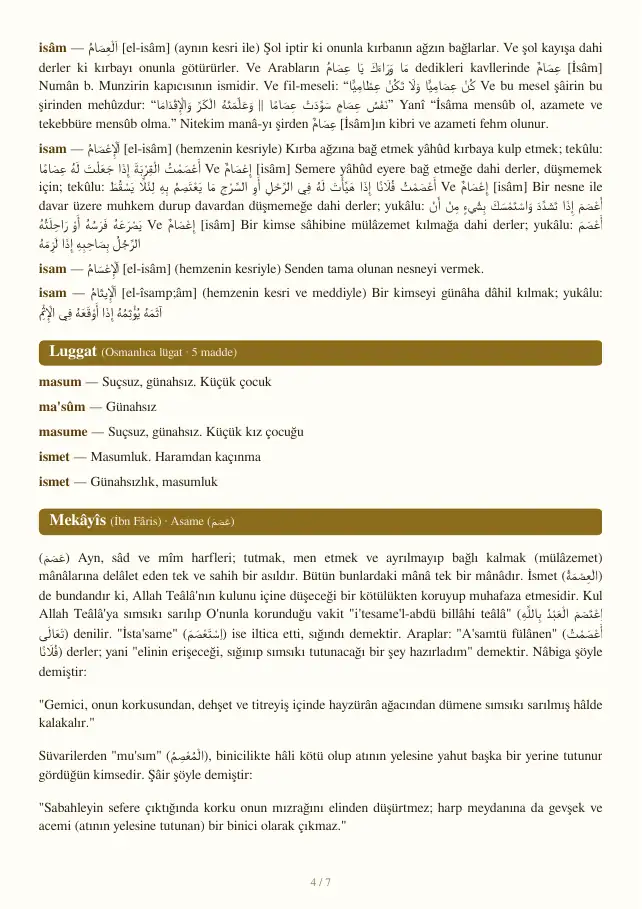 isâm — اَلْعِصَامُ [el-isâm] (aynın kesri ile) Şol iptir ki onunla kırbanın ağzın bağlarlar. Ve şol kayışa dahi
derler ki kırbayı onunla götürürler. Ve Arabların مَا وَرَاءَكَ يَا عِصَامُ dedikleri kavllerinde عِصَامٌ [İsâm]
Numân b. Munzirin kapıcısının ismidir. Ve fil-meseli: “كُنْ عِصَامِيًّا وَلَا تَكُنْ عِظَامِيًّا” Ve bu mesel şâirin bu
şirinden mehûzdur: “نَفْسُ عِصَامٍ سَوَّدَتْ عِصَامًا || وَعَلَّمَتْهُ الْكَرَّ وَالْإِقْدَامَا” Yanî “İsâma mensûb ol, azamete ve
tekebbüre mensûb olma.” Nitekim manâ-yı şirden عِصَامٌ [İsâm]ın kibri ve azameti fehm olunur.
isam — اَلْإِعْصَامُ [el-isâm] (hemzenin kesriyle) Kırba ağzına bağ etmek yâhûd kırbaya kulp etmek; tekûlu:
أَعْصَمْتُ الْقِرْبَةَ إِذَا جَعَلْتَ لَهُ عِصَامًا Ve إِعْصَامٌ [isâm] Semere yâhûd eyere bağ etmeğe dahi derler, düşmemek
için; tekûlu: أَعْصَمْتُ فُلَانًا إِذَا هَيَّأْتَ لَهُ فِي الرَّحْلِ أَوِ السَّرْجِ مَا يَعْتَصِمُ بِهِ لِئَلَّا يَسْقُطَ Ve إِعْصَامٌ [isâm] Bir nesne ile
davar üzere muhkem durup davardan düşmemeğe dahi derler; yukâlu: أَعْصَمَ إِذَا تَشَدَّدَ وَاسْتَمْسَكَ بِشَيْءٍ مِنْ أَنْ
يَصْرَعَهُ فَرَسُهُ أَوْ رَاحِلَتُهُ Ve إِعْصَامٌ [isâm] Bir kimse sâhibine mülâzemet kılmağa dahi derler; yukâlu: أَعْصَمَ
الرَّجُلُ بِصَاحِبِهِ إِذَا لَزِمَهُ
isam — اَلْإِعْسَامُ [el-isâm] (hemzenin kesriyle) Senden tama olunan nesneyi vermek.
isam — اَلْإِيثَامُ [el-îsamp;âm] (hemzenin kesri ve meddiyle) Bir kimseyi günâha dâhil kılmak; yukâlu:
آثَمَهُ يُؤْثِمُهُ إِذَا أَوْقَعَهُ فِي الْإِثْمِ
Luggat (Osmanlıca lügat · 5 madde)
masum — Suçsuz, günahsız. Küçük çocuk
ma'sûm — Günahsız
masume — Suçsuz, günahsız. Küçük kız çocuğu
ismet — Masumluk. Haramdan kaçınma
ismet — Günahsızlık, masumluk
Mekâyîs (İbn Fâris) · Asame (عَصَمَ)
(عَصَمَ) Ayn, sâd ve mîm harfleri; tutmak, men etmek ve ayrılmayıp bağlı kalmak (mülâzemet)
mânâlarına delâlet eden tek ve sahih bir asıldır. Bütün bunlardaki mânâ tek bir mânâdır. İsmet (الْعِصْمَةُ)
de bundandır ki, Allah Teâlâ'nın kulunu içine düşeceği bir kötülükten koruyup muhafaza etmesidir. Kul
Allah Teâlâ'ya sımsıkı sarılıp O'nunla korunduğu vakit "i'tesame'l-abdü billâhi teâlâ" (اِعْتَصَمَ الْعَبْدُ بِاللَّهِ
تَعَالَى) denilir. "İsta'same" (اِسْتَعْصَمَ) ise iltica etti, sığındı demektir. Araplar: "A'samtü fülânen" (أَعْصَمْتُ
فُلَانًا) derler; yani "elinin erişeceği, sığınıp sımsıkı tutunacağı bir şey hazırladım" demektir. Nâbiga şöyle
demiştir:
"Gemici, onun korkusundan, dehşet ve titreyiş içinde hayzürân ağacından dümene sımsıkı sarılmış hâlde
kalakalır."
Süvarilerden "mu'sım" (الْمُعْصِمُ), binicilikte hâli kötü olup atının yelesine yahut başka bir yerine tutunur
gördüğün kimsedir. Şâir şöyle demiştir:
"Sabahleyin sefere çıktığında korku onun mızrağını elinden düşürtmez; harp meydanına da gevşek ve
acemi (atının yelesine tutunan) bir binici olarak çıkmaz."
4 / 7